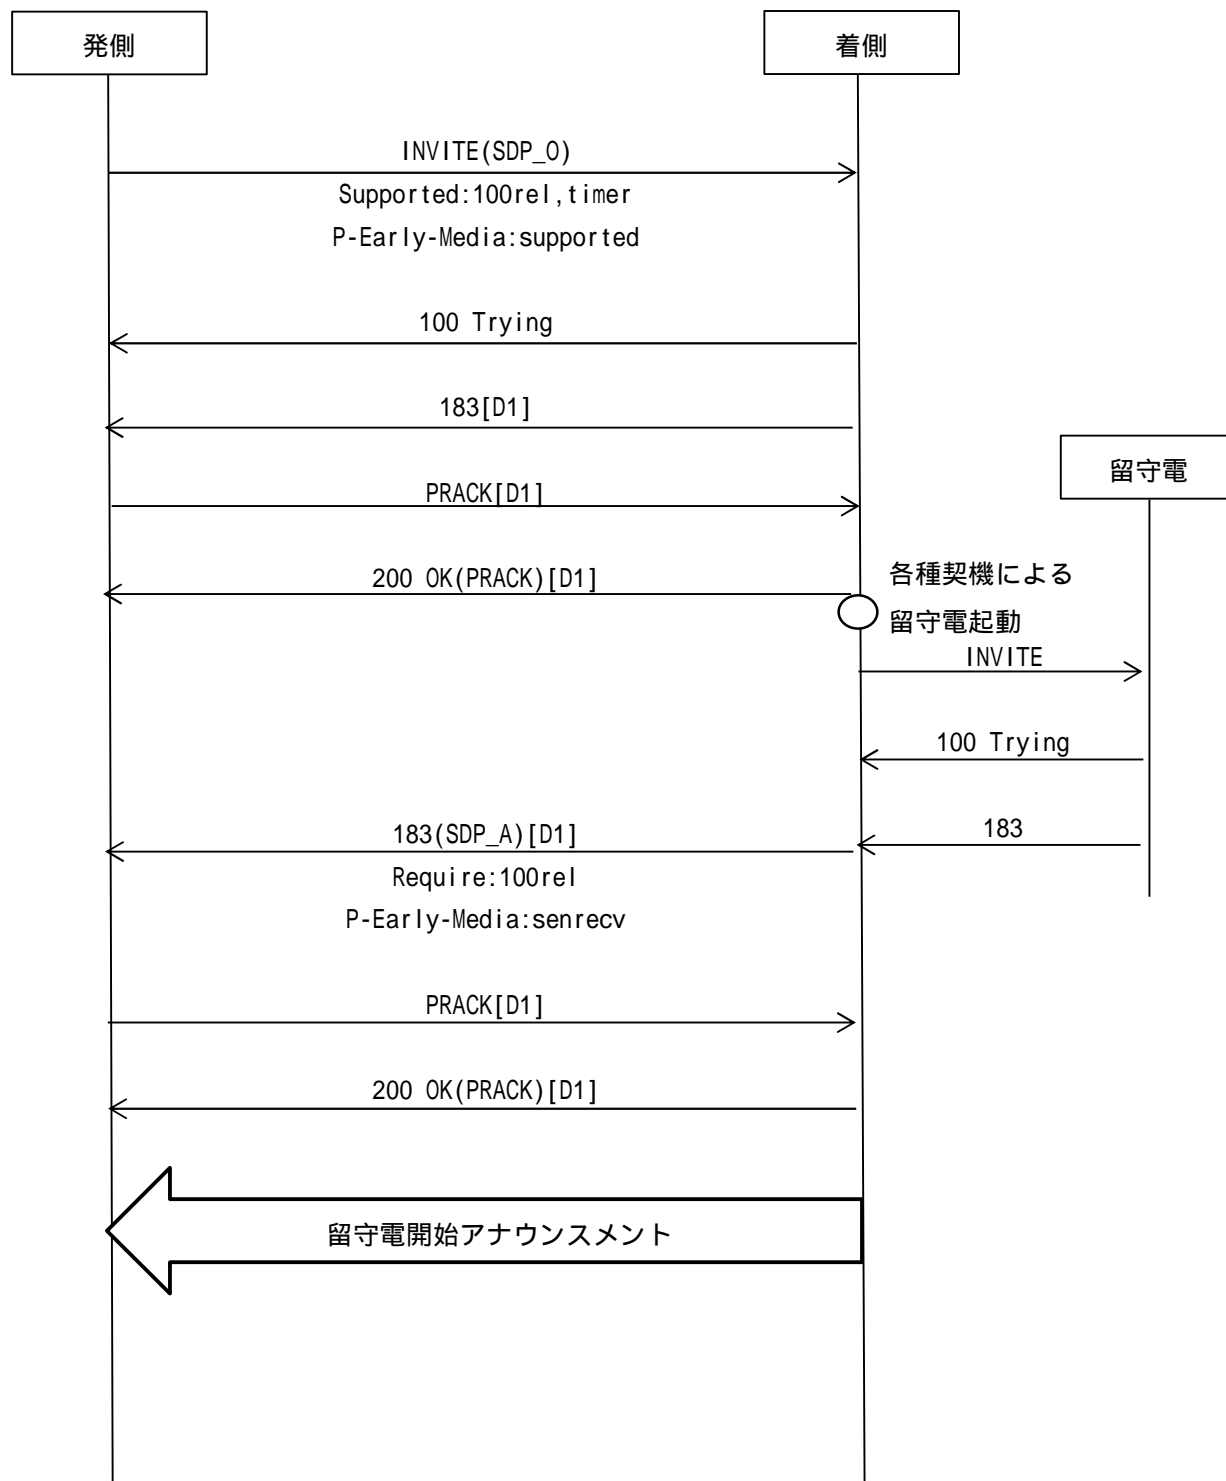 発側
着側
INVITE(SDP_O)
Supported:100rel,timer
P-Early-Media:supported
100 Trying
183[D1]
留守電
PRACK[D1]
200 OK(PRACK)[D1]
各種契機による
留守電起動
INVITE
100 Trying
183
183(SDP_A)[D1]
Require:100rel
P-Early-Media:senrecv
PRACK[D1]
200 OK(PRACK)[D1]
留守電開始アナウンスメント